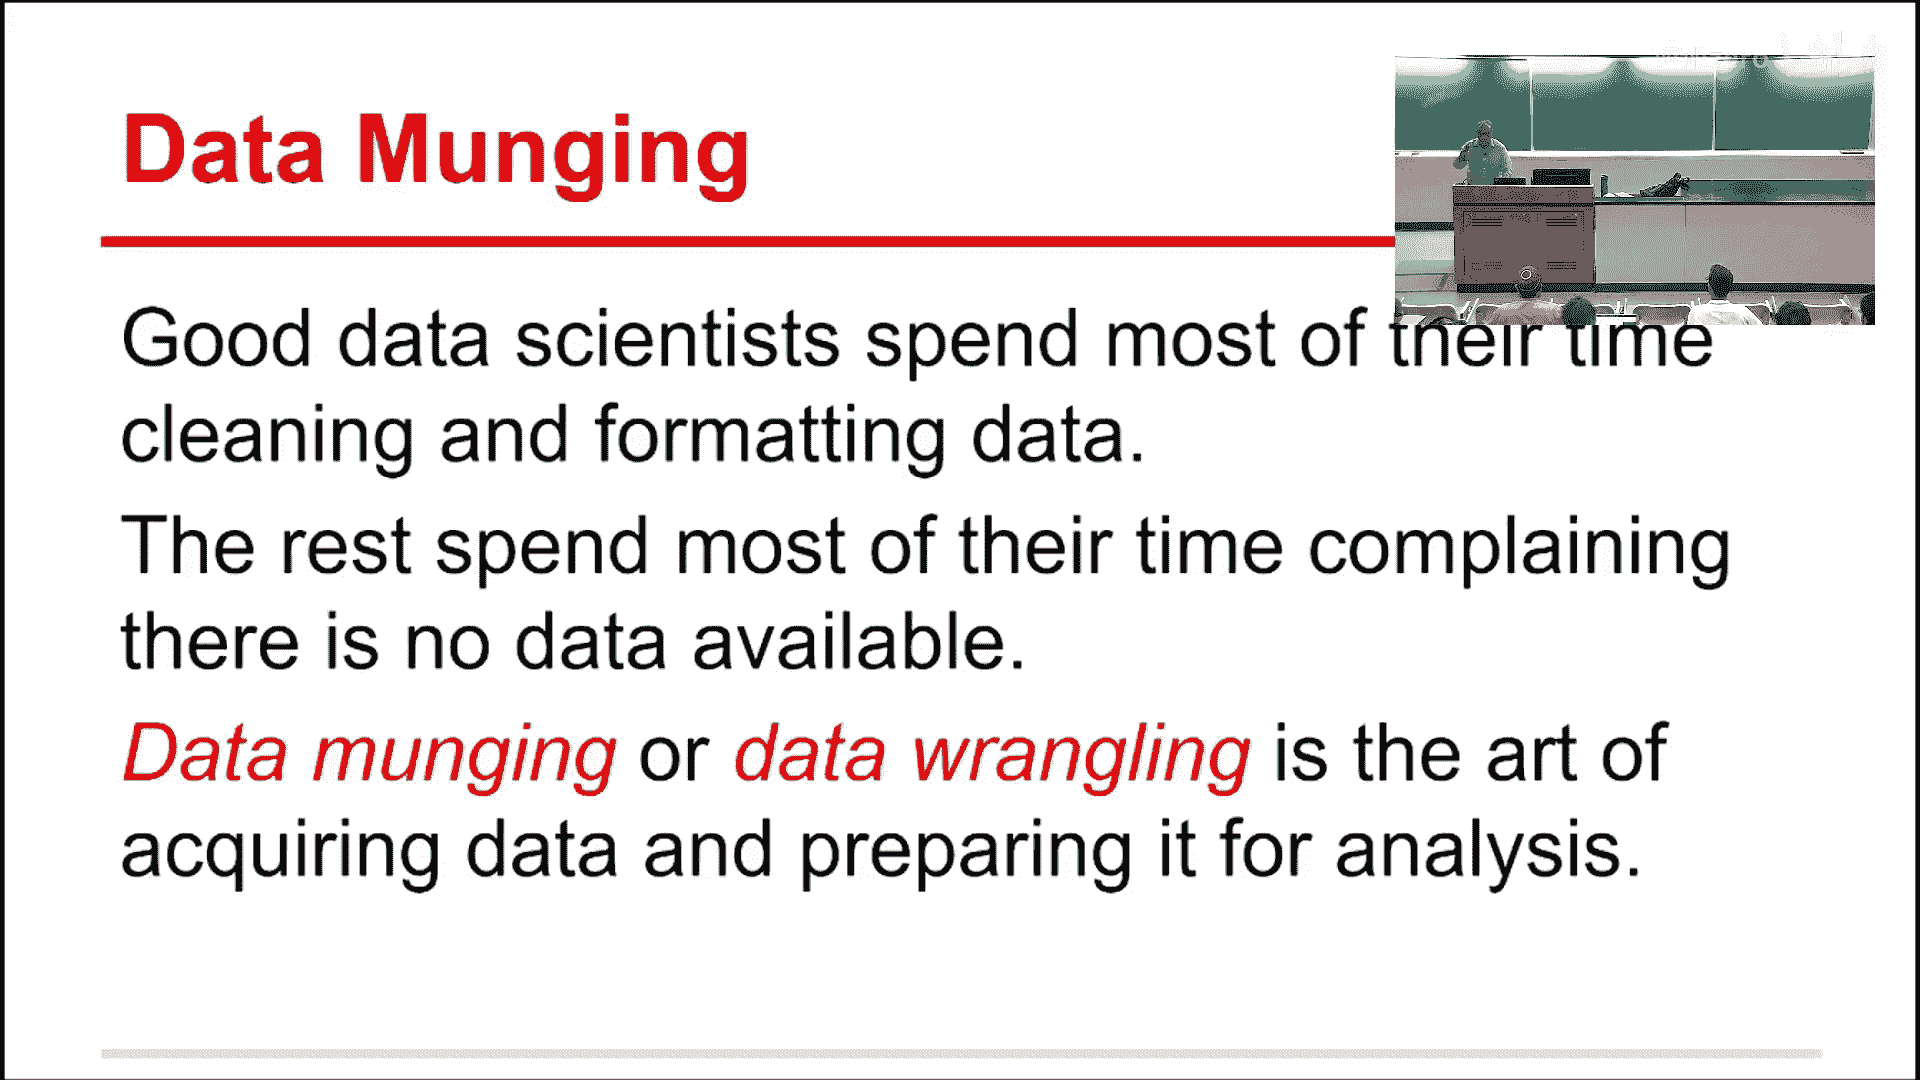 Data Munging
Good data scientists spend most of their time
cleaning and formatting data.
The rest spend most of their time complaining
there is no data available.
Data munging or data wrangling is the art of
acquiring data and preparing it for analysis.